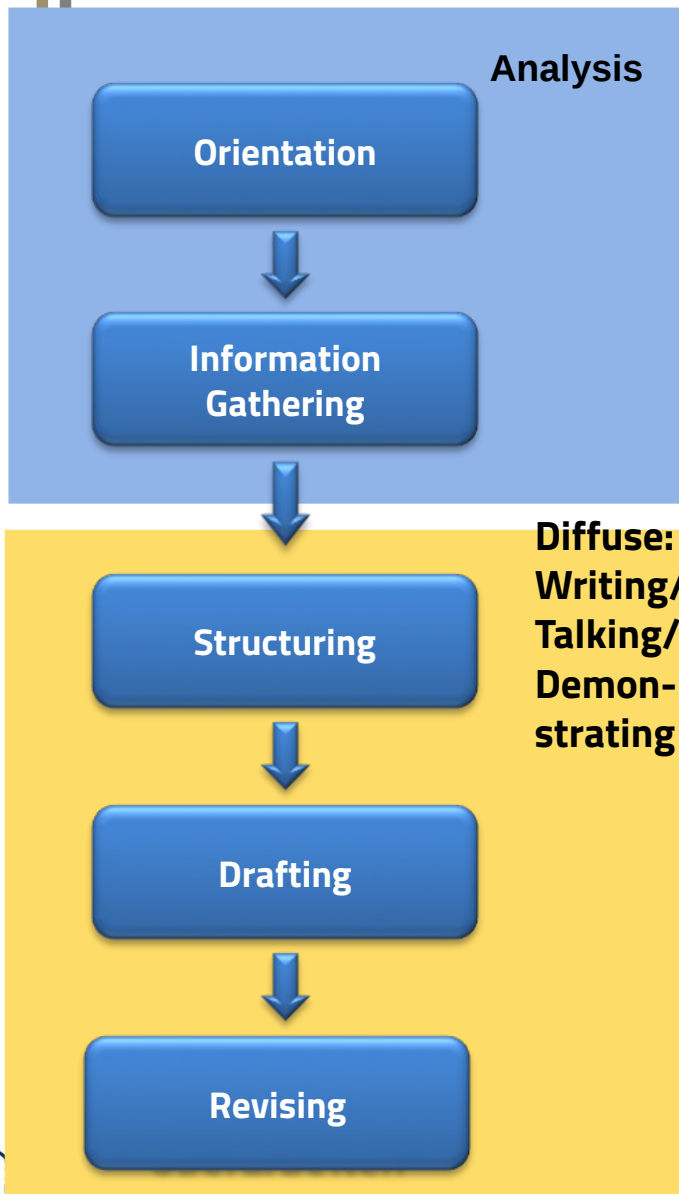 Analysis
Orientation
Information
Gathering
Diffuse:
Writing/
Talking/
Demon-
strating
Structuring
Drafting
Revising